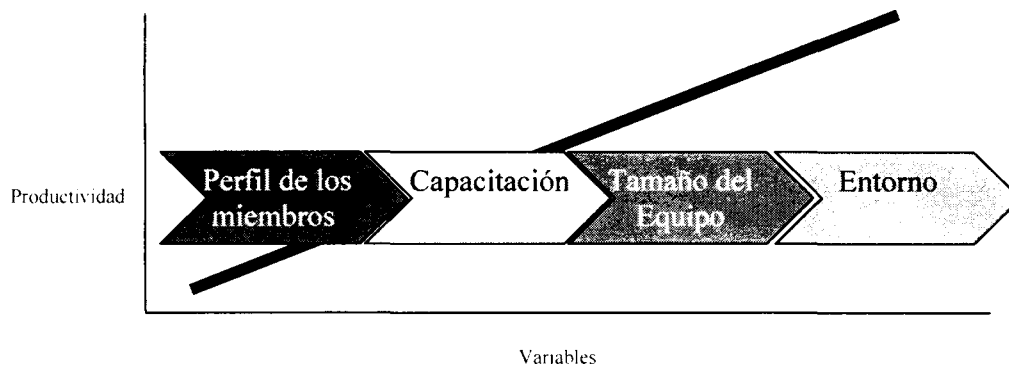 Productividad
Perfil de los
miembros
Capacitación
Tamaño del
Equipo
Entorno
Variables